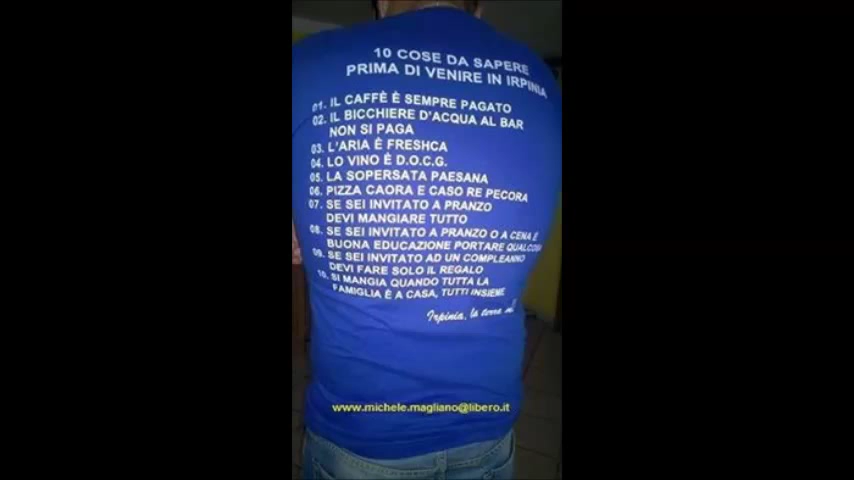 10 COSE DA SAPERE
PRIMA DI VENIRE IN IRPINIA
01. IL CAFFÈ È SEMPRE PAGATO
02. IL BICCHIERE D'ACQUA AL BAR
NON SI PAGA
03. L'ARIA È FRESHCA
04. LO VINO È D.O.C.G.
05. LA SOPERSATA PAESANA
06. PIZZA CAORA E CASO RE PECORA
07. SE SEI INVITATO A PRANZO
DEVI MANGIARE TUTTO
08. SE SEI INVITATO A PRANZO O A CENA È
BUONA EDUCAZIONE PORTARE
09. SE SEI INVITATO AD UN COMPLEANNO
DEVI FARE SOLO IL REGALO
10. SI MANGIA QUANDO TUTTA LA
FAMIGLIA È A CASA, TUTTI INSIEME
Irpinia, la terra
www.michele.magliano@libero.it